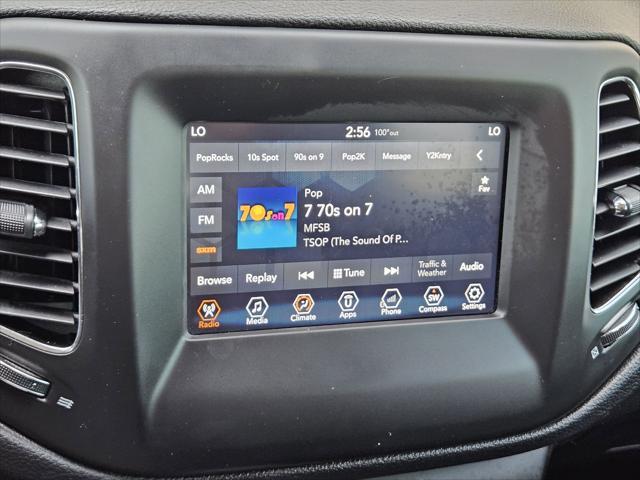 LO 2:56 100°out LO
PopRocks 10s Spot 90s on 9 Pop2K Message Y2Kntry
AM
FM
sxm
70s on 7
Pop
7 70s on 7
MFSB
TSOP (The Sound Of P...
Fav
Browse Replay Tune Traffic & Weather Audio
Radio Media Climate Apps Phone SW Compass Settings